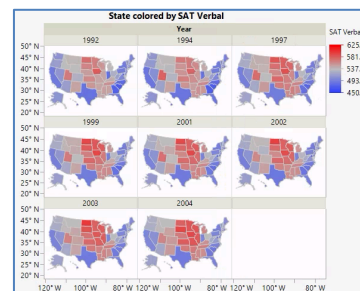 State colored by SAT Verbal
Year
1992 1994 1997
50° N
45° N
40° N
35° N
30° N
25° N
20° N
1999 2001 2002
50° N
45° N
40° N
35° N
30° N
25° N
20° N
2003 2004
50° N
45° N
40° N
35° N
30° N
25° N
20° N
120°W 100°W 80° W 120°W 100°W 80° W 120°W 100°W 80° W
SAT Verba
625.
581.
537.
493.
450.